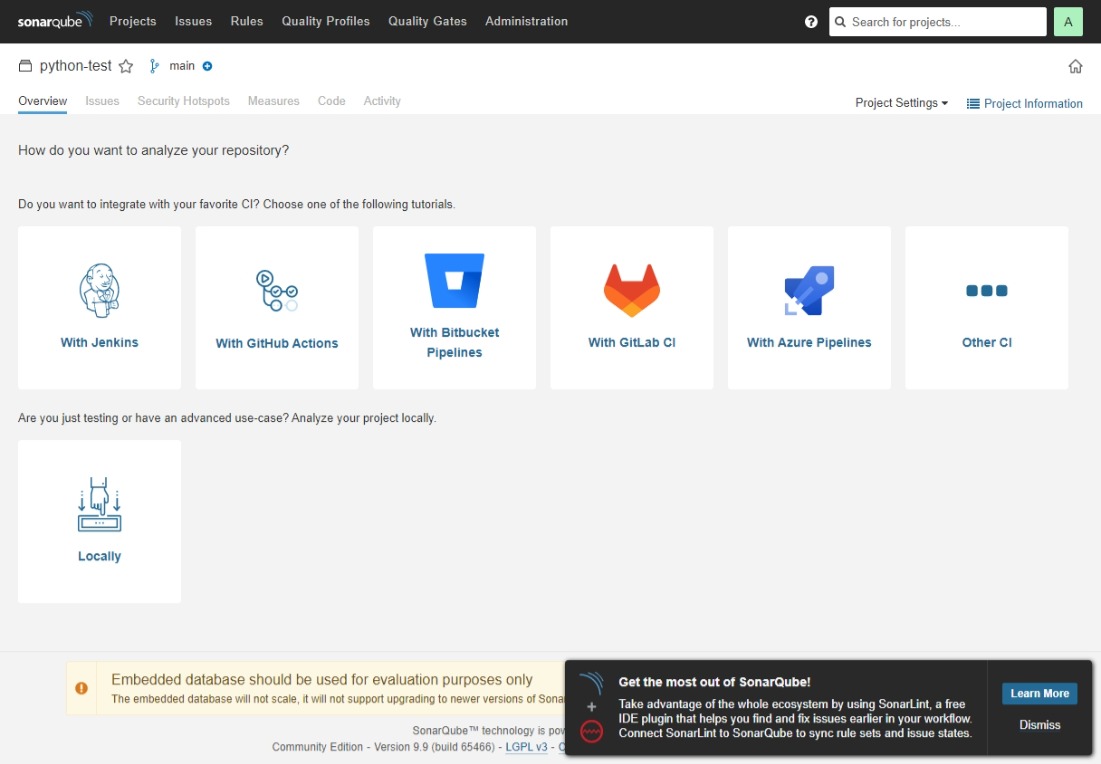 sonarqube Projects Issues Rules Quality Profiles Quality Gates Administration ? Search for projects... A
python-test main
Overview Issues Security Hotspots Measures Code Activity Project Settings Project Information
How do you want to analyze your repository?
Do you want to integrate with your favorite CI? Choose one of the following tutorials.
With Jenkins
With GitHub Actions
With Bitbucket
Pipelines
With GitLab CI
With Azure Pipelines
Other CI
Are you just testing or have an advanced use-case? Analyze your project locally.
Locally
Embedded database should be used for evaluation purposes only
The embedded database will not scale, it will not support upgrading to newer versions of Sona
SonarQube™ technology is pow
Community Edition - Version 9.9 (build 65466) - LGPL v3 -
Get the most out of SonarQube!
Take advantage of the whole ecosystem by using SonarLint, a free
IDE plugin that helps you find and fix issues earlier in your workflow.
Connect SonarLint to SonarQube to sync rule sets and issue states.
Learn More
Dismiss